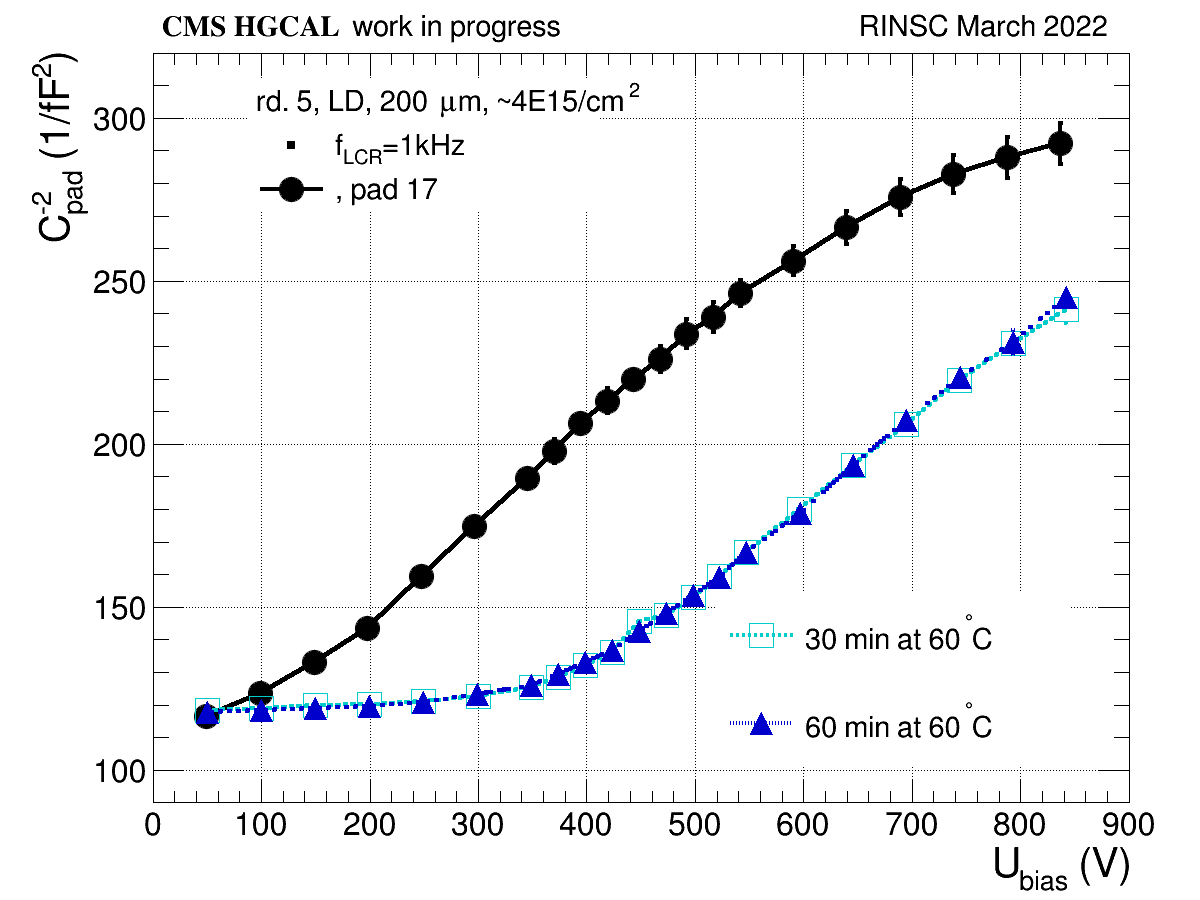 CMS HGCAL work in progress RINSC March 2022
rd. 5, LD, 200 μm, ~4E15/cm²
f_LCR=1kHz
, pad 17
C_pad^-2 (1/fF²)
300
250
200
150
100
30 min at 60°C
60 min at 60°C
0 100 200 300 400 500 600 700 800 900
U_bias (V)